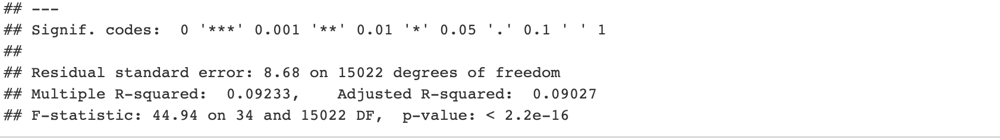 ## ---
## Signif. codes:  0 '***' 0.001 '**' 0.01 '*' 0.05 '.' 0.1 ' ' 1
##
## Residual standard error: 8.68 on 15022 degrees of freedom
## Multiple R-squared:  0.09233,    Adjusted R-squared:  0.09027
## F-statistic: 44.94 on 34 and 15022 DF,  p-value: < 2.2e-16